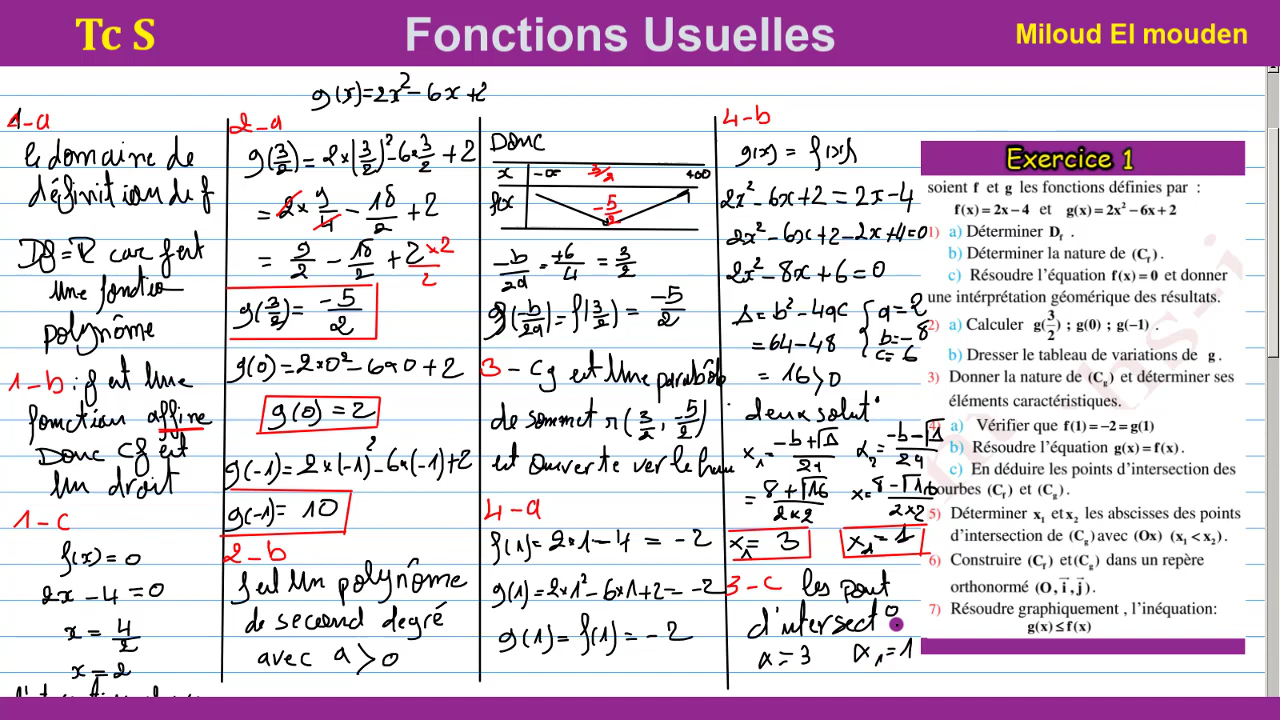 Tc S
Fonctions Usuelles
Miloud El mouden
g(x)=2x²-6x+2
1-a
le domaine de
définition de f
Df=ℝ car f est
une fonction
polynôme
1-b : f est une
fonction affine
Donc Cf est
un droit
1-c
f(x)=0
2x-4=0
x=4/2
x=2
2-a
g(3/2)=2×(3/2)²-6×3/2+2
=2×9/4-18/2+2
=9/2-18/2+2×2/2
g(3/2)=-5/2
g(0)=2×0²-6×0+2
g(0)=2
g(-1)=2×(-1)²-6×(-1)+2
g(-1)=10
2-b
f est un polynôme
de second degré
avec a>0
Donc
x -∞ 3/2 +∞
f(x) -5/2
-b/2a=+6/4=3/2
g(-b/2a)=f(3/2)=-5/2
3-Cg est une parabole
de sommet r(3/2,-5/2)
et ouverte ver le haut
4-a
f(1)=2×1-4=-2
g(1)=2×1²-6×1+2=-2
g(1)=f(1)=-2
4-b
g(x)=f(x)
2x²-6x+2=2x-4
2x²-6x+2-2x+4=0
2x²-8x+6=0
Δ=b²-4ac { a=2
=64-48 { b=-8
c=6
=16>0
deux solut°
x₁=-b+√Δ/2a x₂=-b-√Δ/2a
=8+√16/2×2 x=8-√16/2×2
x₁=3 x₂=1
3-c les point
d'intersect°
x=3 x₁=1
Exercice 1
soient f et g les fonctions définies par :
f(x)=2x-4 et g(x)=2x²-6x+2
1) a) Déterminer Df .
b) Déterminer la nature de (Cf).
c) Résoudre l'équation f(x)=0 et donner
une intérprétation géomérique des résultats.
2) a) Calculer g(3/2) ; g(0) ; g(-1) .
b) Dresser le tableau de variations de g .
3) Donner la nature de (Cg) et déterminer ses
éléments caractéristiques.
4) a) Vérifier que f(1)=-2=g(1)
b) Résoudre l'équation g(x)=f(x).
c) En déduire les points d'intersection des
courbes (Cf) et (Cg).
5) Déterminer x₁ et x₂ les abscisses des points
d'intersection de (Cg) avec (Ox) (x₁<x₂).
6) Construire (Cf) et (Cg) dans un repère
orthonormé (O,i⃗,j⃗).
7) Résoudre graphiquement , l'inéquation:
g(x)≤f(x)